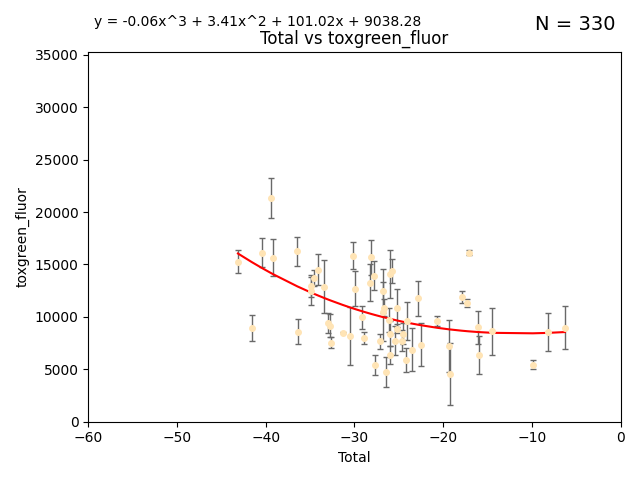 y = -0.06x^3 + 3.41x^2 + 101.02x + 9038.28
N = 330
Total vs toxgreen_fluor
35000
30000
25000
20000
15000
10000
5000
0
toxgreen_fluor
−60 −50 −40 −30 −20 −10 0
Total